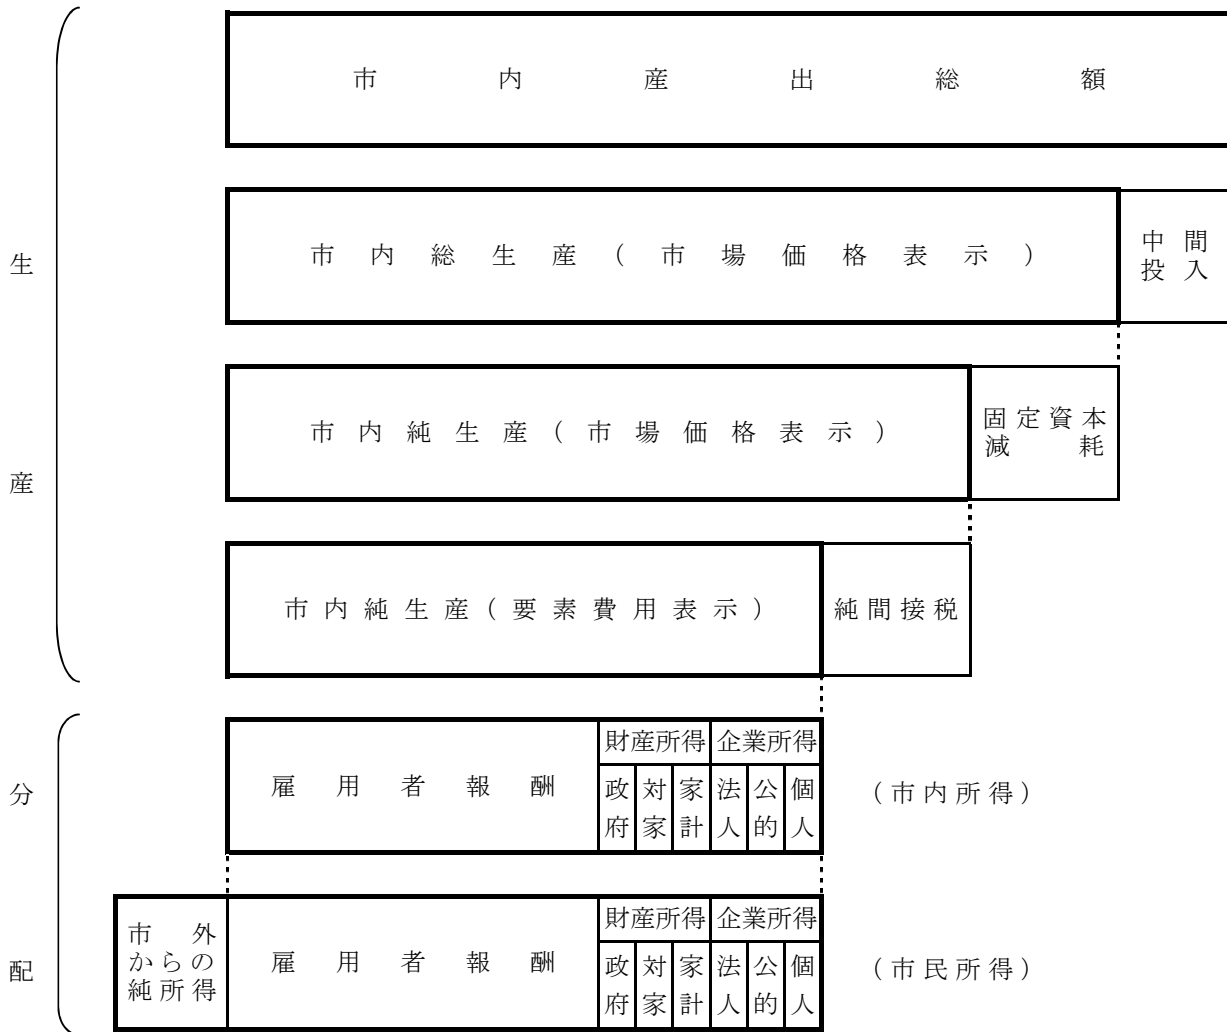 生産
市内産出総額
市内総生産(市場価格表示)
中間
投入
市内純生産(市場価格表示)
固定資本
減耗
市内純生産(要素費用表示)
純間接税
分配
雇用者報酬
財産所得
企業所得
政府
対家
家計
法人
公的
個人
(市内所得)
市外
からの
純所得
雇用者報酬
財産所得
企業所得
政府
対家
家計
法人
公的
個人
(市民所得)